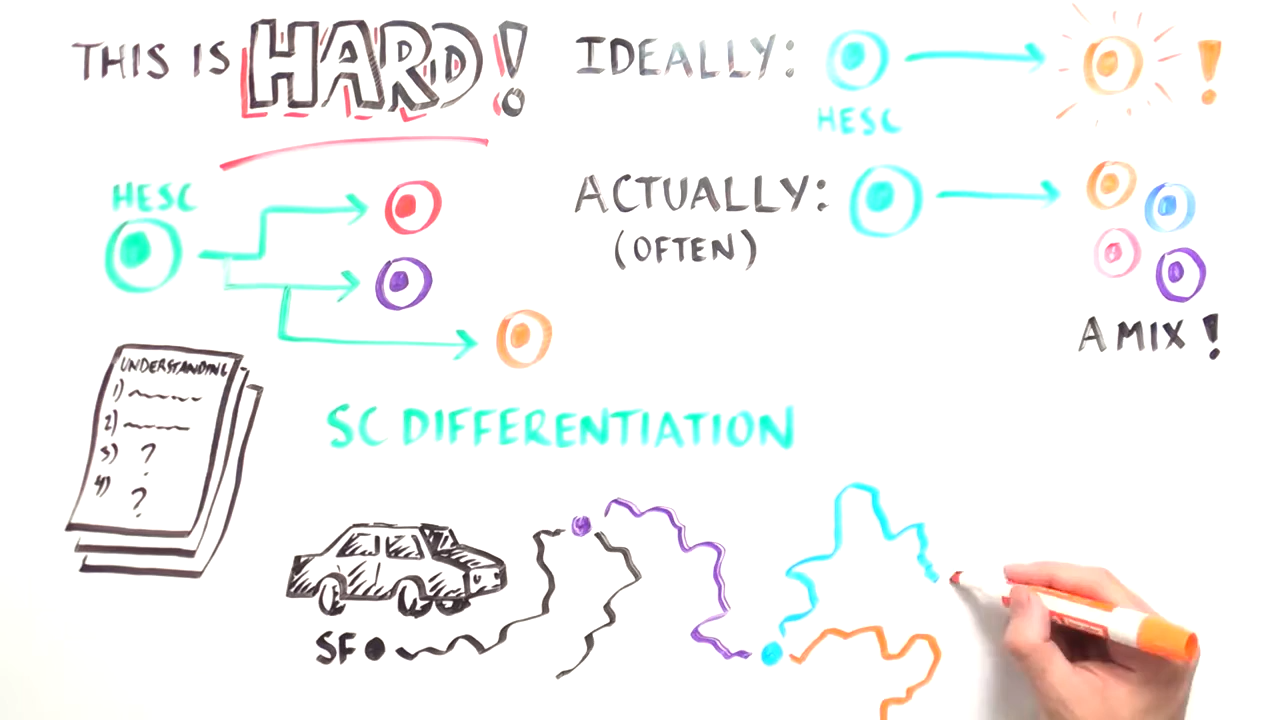 THIS IS HARD!
IDEALLY:
HESC
!
ACTUALLY:
(OFTEN)
A MIX!
HESC
UNDERSTANDING
1)
2)
3) ?
4) ?
SC DIFFERENTIATION
SF